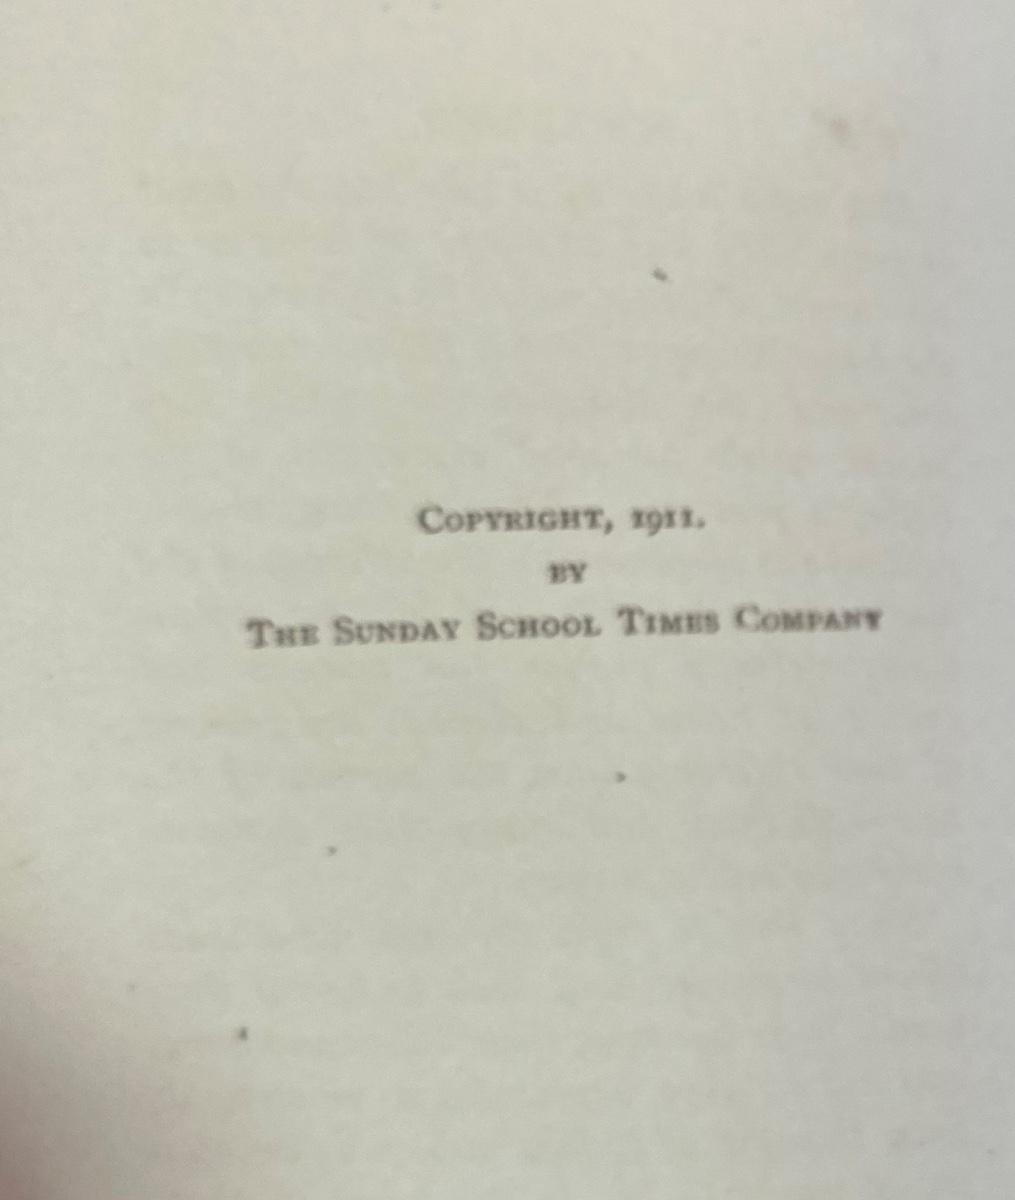 Copyright, 1911.
BY
The Sunday School Times Company